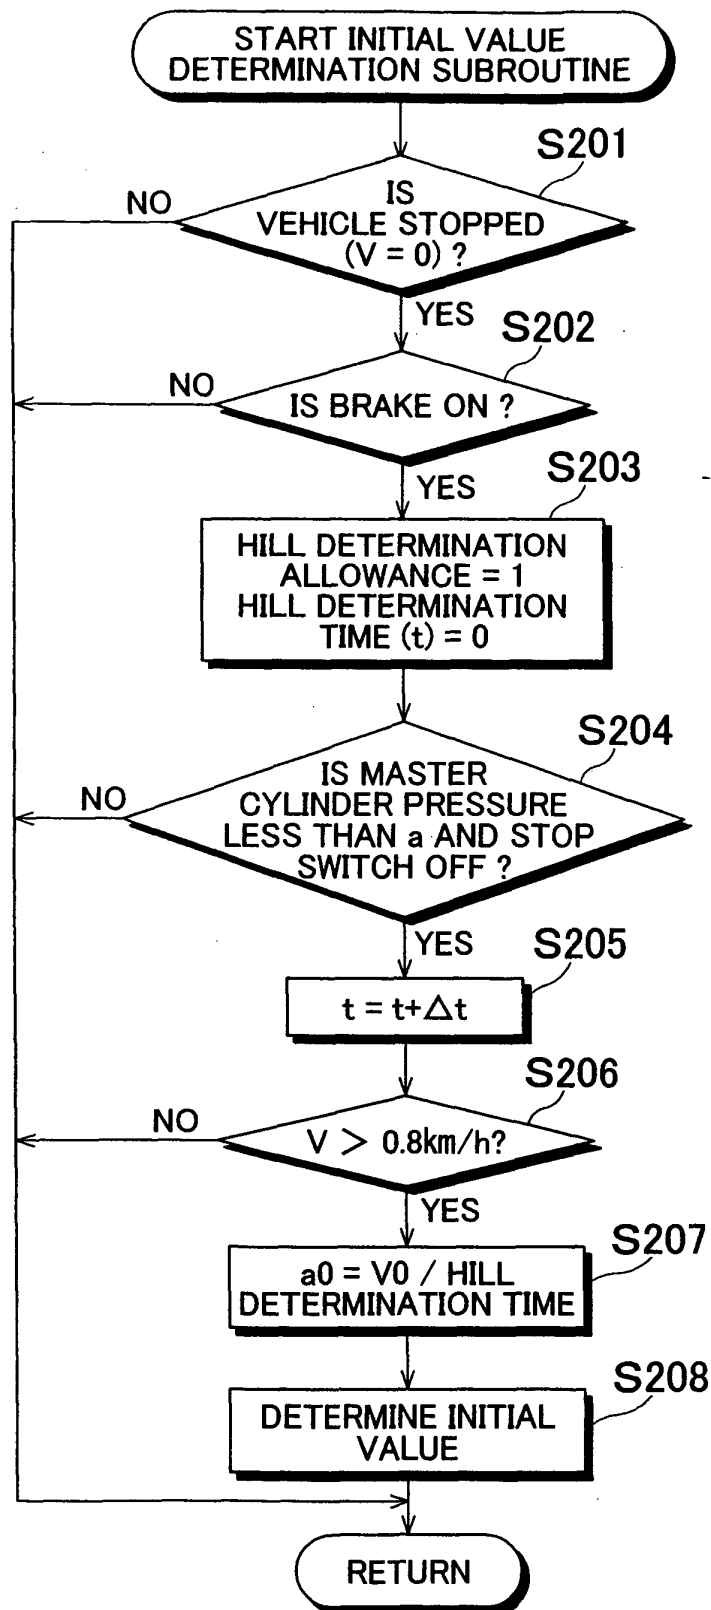 START INITIAL VALUE
DETERMINATION SUBROUTINE
S201
NO
IS
VEHICLE STOPPED
(V = 0) ?
YES
S202
NO
IS BRAKE ON ?
YES
S203
HILL DETERMINATION
ALLOWANCE = 1
HILL DETERMINATION
TIME (t) = 0
S204
NO
IS MASTER
CYLINDER PRESSURE
LESS THAN a AND STOP
SWITCH OFF ?
YES
S205
t = t+△t
S206
NO
V > 0.8km/h?
YES
S207
a0 = V0 / HILL
DETERMINATION TIME
S208
DETERMINE INITIAL
VALUE
RETURN